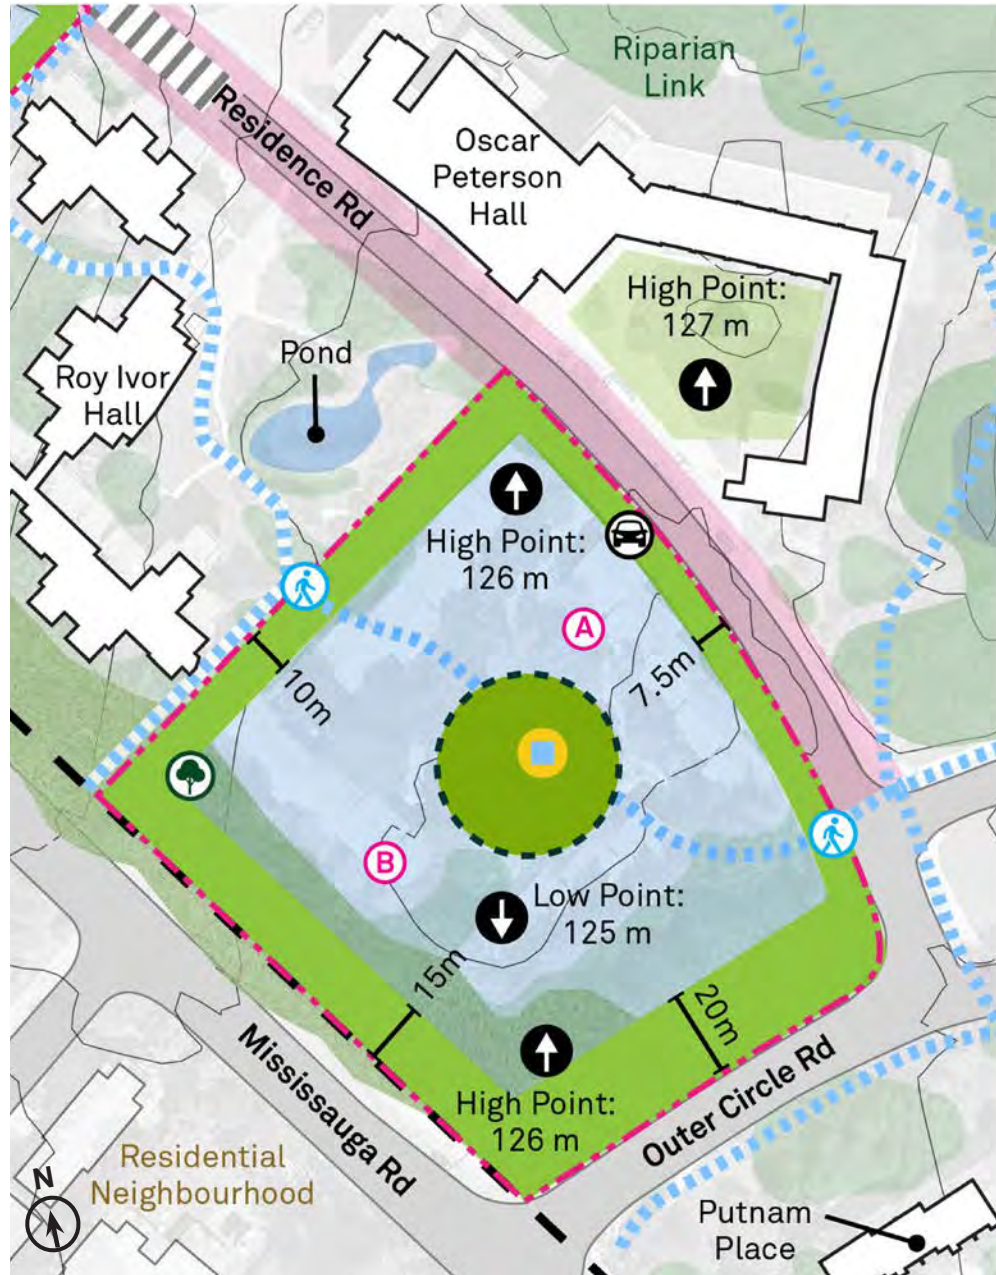 Riparian
Link
Oscar
Peterson
Hall
Residence Rd
High Point:
127 m
Pond
Roy Ivor
Hall
High Point:
126 m
A
10m
7.5m
B
Low Point:
125 m
15m
20m
High Point:
126 m
Mississauga Rd
Outer Circle Rd
Residential
Neighbourhood
N
Putnam
Place